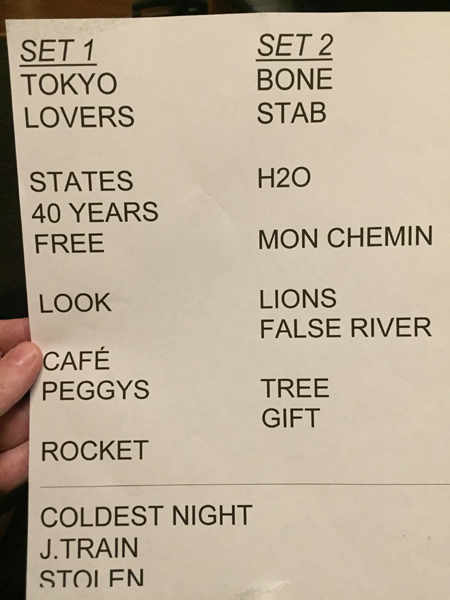 SET 1
TOKYO
LOVERS
STATES
40 YEARS
FREE
LOOK
CAFÉ
PEGGYS
ROCKET
SET 2
BONE
STAB
H2O
MON CHEMIN
LIONS
FALSE RIVER
TREE
GIFT
COLDEST NIGHT
J.TRAIN
STOLEN